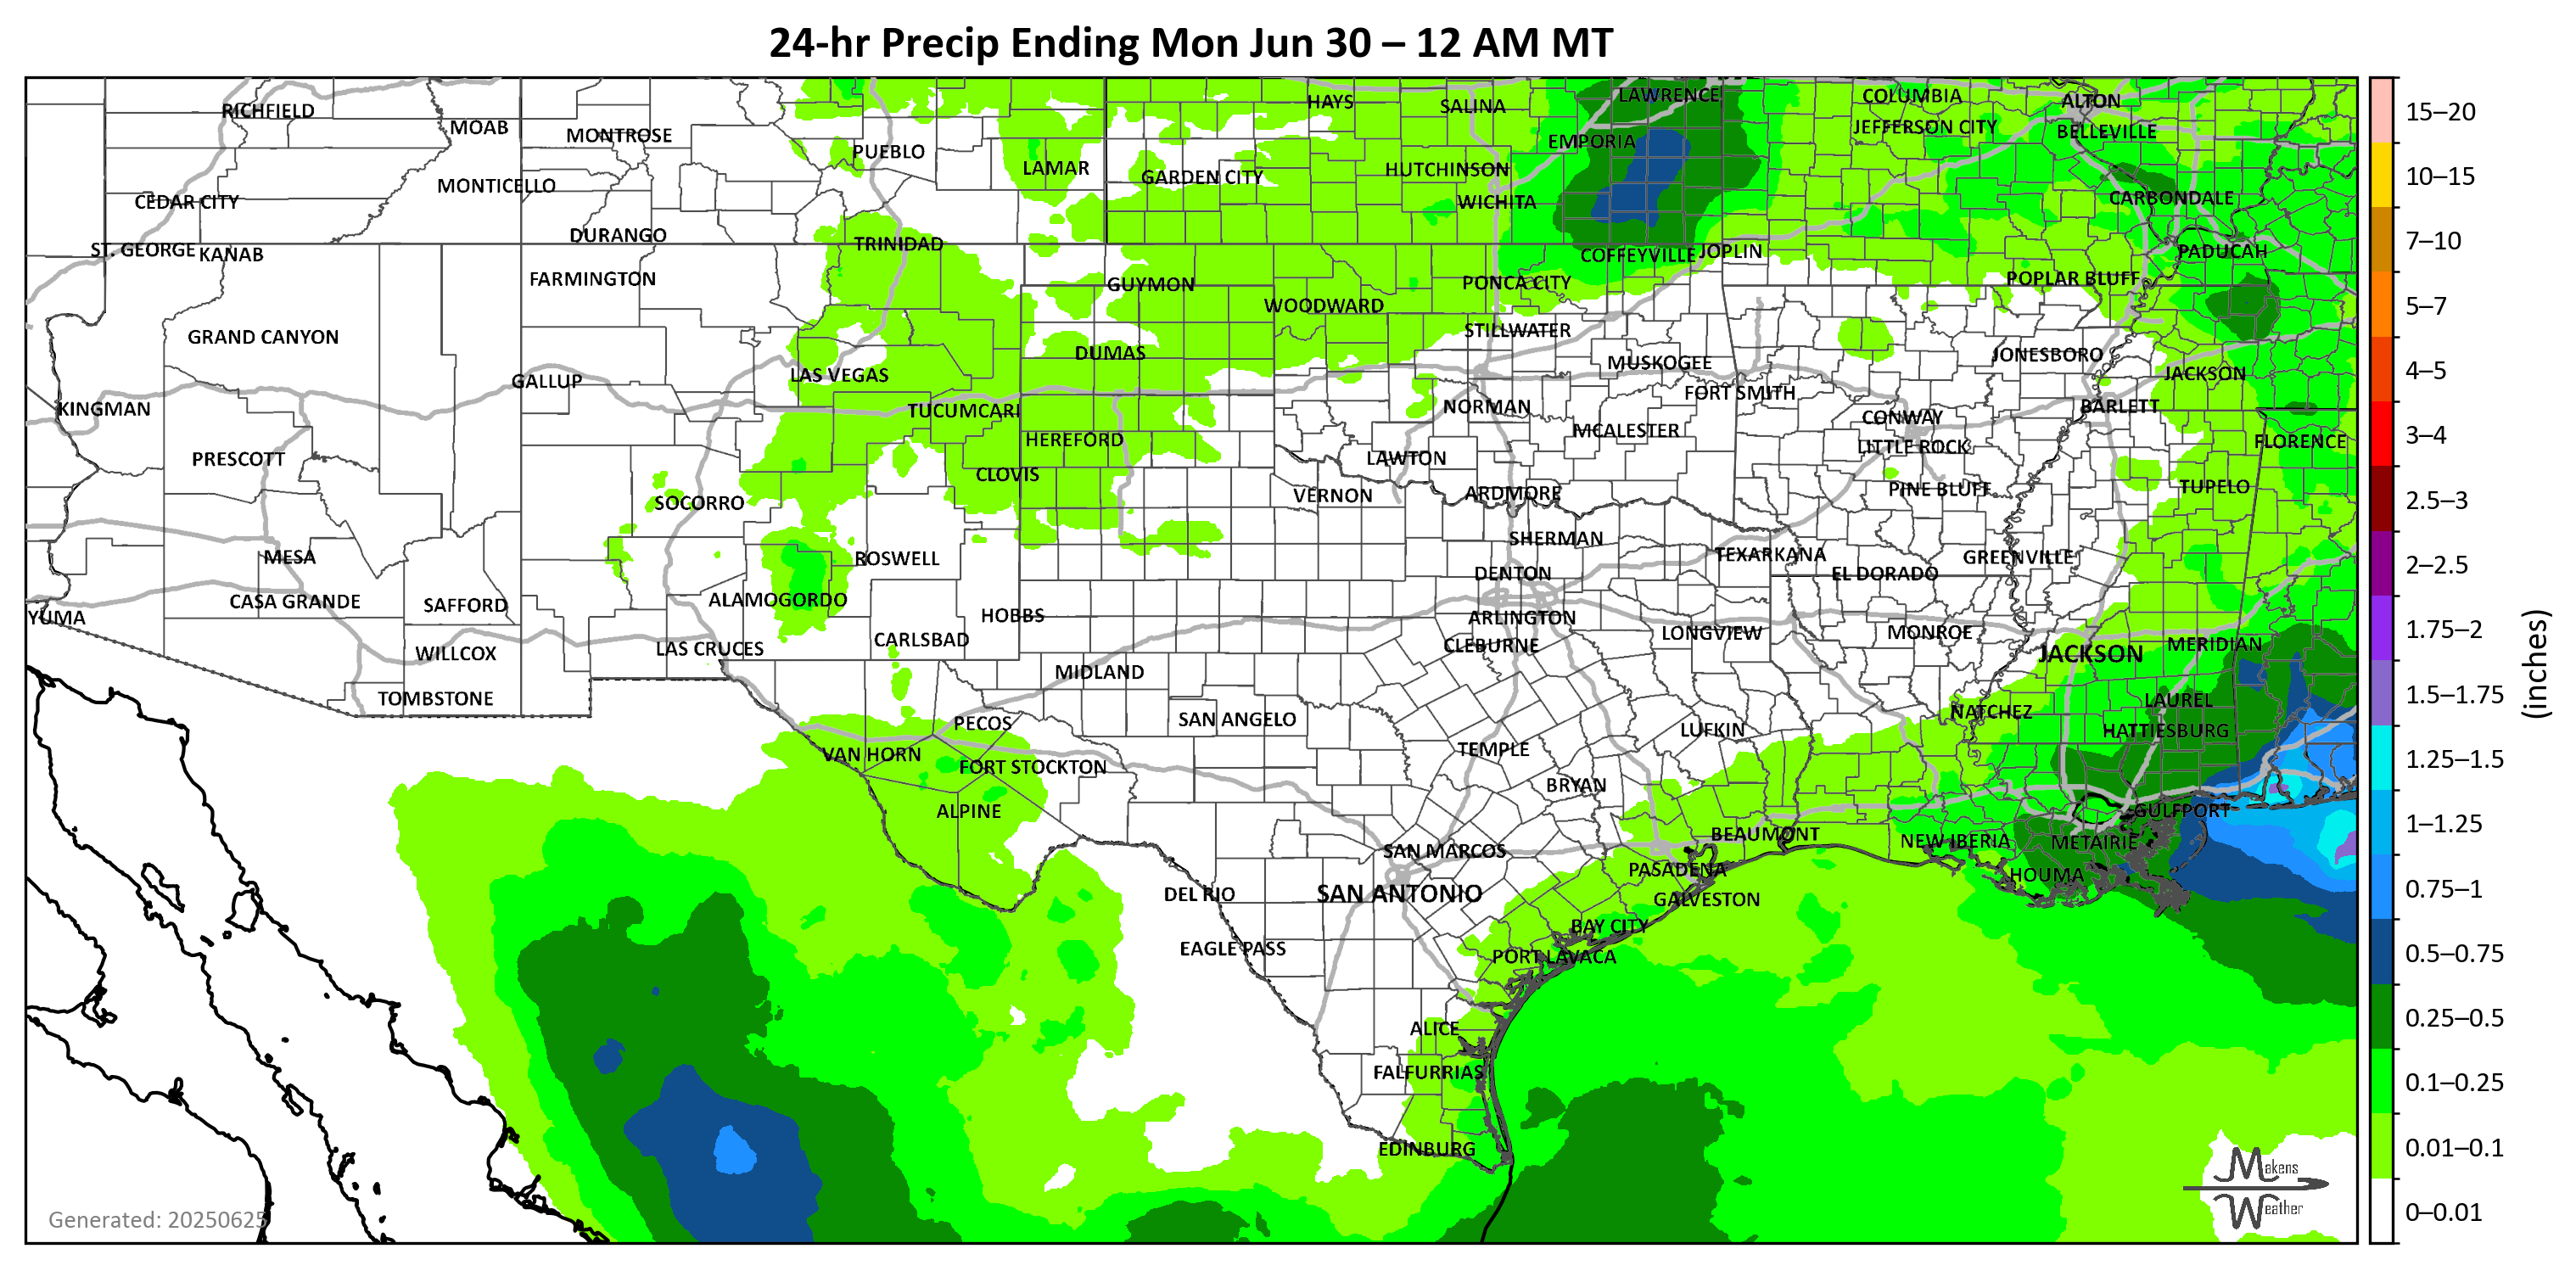 24-hr Precip Ending Mon Jun 30 – 12 AM MT
RICHFIELD
MOAB
MONTROSE
PUEBLO
LAMAR
HAYS
SALINA
LAWRENCE
COLUMBIA
ALTON
EMPORIA
JEFFERSON CITY
BELLEVILLE
MONTICELLO
GARDEN CITY
HUTCHINSON
CEDAR CITY
WICHITA
CARBONDALE
DURANGO
TRINIDAD
ST. GEORGE
KANAB
COFFEYVILLE
JOPLIN
PADUCAH
FARMINGTON
GUYMON
PONCA CITY
POPLAR BLUFF
WOODWARD
GRAND CANYON
STILLWATER
DUMAS
MUSKOGEE
JONESBORO
GALLUP
LAS VEGAS
JACKSON
KINGMAN
TUCUMCARI
NORMAN
FORT SMITH
BARLETT
CONWAY
HEREFORD
MCALESTER
LITTLE ROCK
FLORENCE
PRESCOTT
CLOVIS
LAWTON
SOCORRO
VERNON
ARDMORE
PINE BLUFF
TUPELO
MESA
ROSWELL
SHERMAN
TEXARKANA
GREENVILLE
DENTON
EL DORADO
CASA GRANDE
SAFFORD
ALAMOGORDO
HOBBS
YUMA
CARLSBAD
ARLINGTON
LONGVIEW
MONROE
WILLCOX
LAS CRUCES
CLEBURNE
JACKSON
MERIDIAN
MIDLAND
TOMBSTONE
PECOS
SAN ANGELO
LUFKIN
NATCHEZ
LAUREL
HATTIESBURG
VAN HORN
FORT STOCKTON
TEMPLE
BRYAN
ALPINE
GULFPORT
SAN MARCOS
BEAUMONT
NEW IBERIA
METAIRIE
PASADENA
HOUMA
DEL RIO
SAN ANTONIO
GALVESTON
BAY CITY
EAGLE PASS
PORT LAVACA
ALICE
FALFURRIAS
EDINBURG
Generated: 20250625
Makens
Weather
15–20
10–15
7–10
5–7
4–5
3–4
2.5–3
2–2.5
1.75–2
1.5–1.75
1.25–1.5
1–1.25
0.75–1
0.5–0.75
0.25–0.5
0.1–0.25
0.01–0.1
0–0.01
(inches)